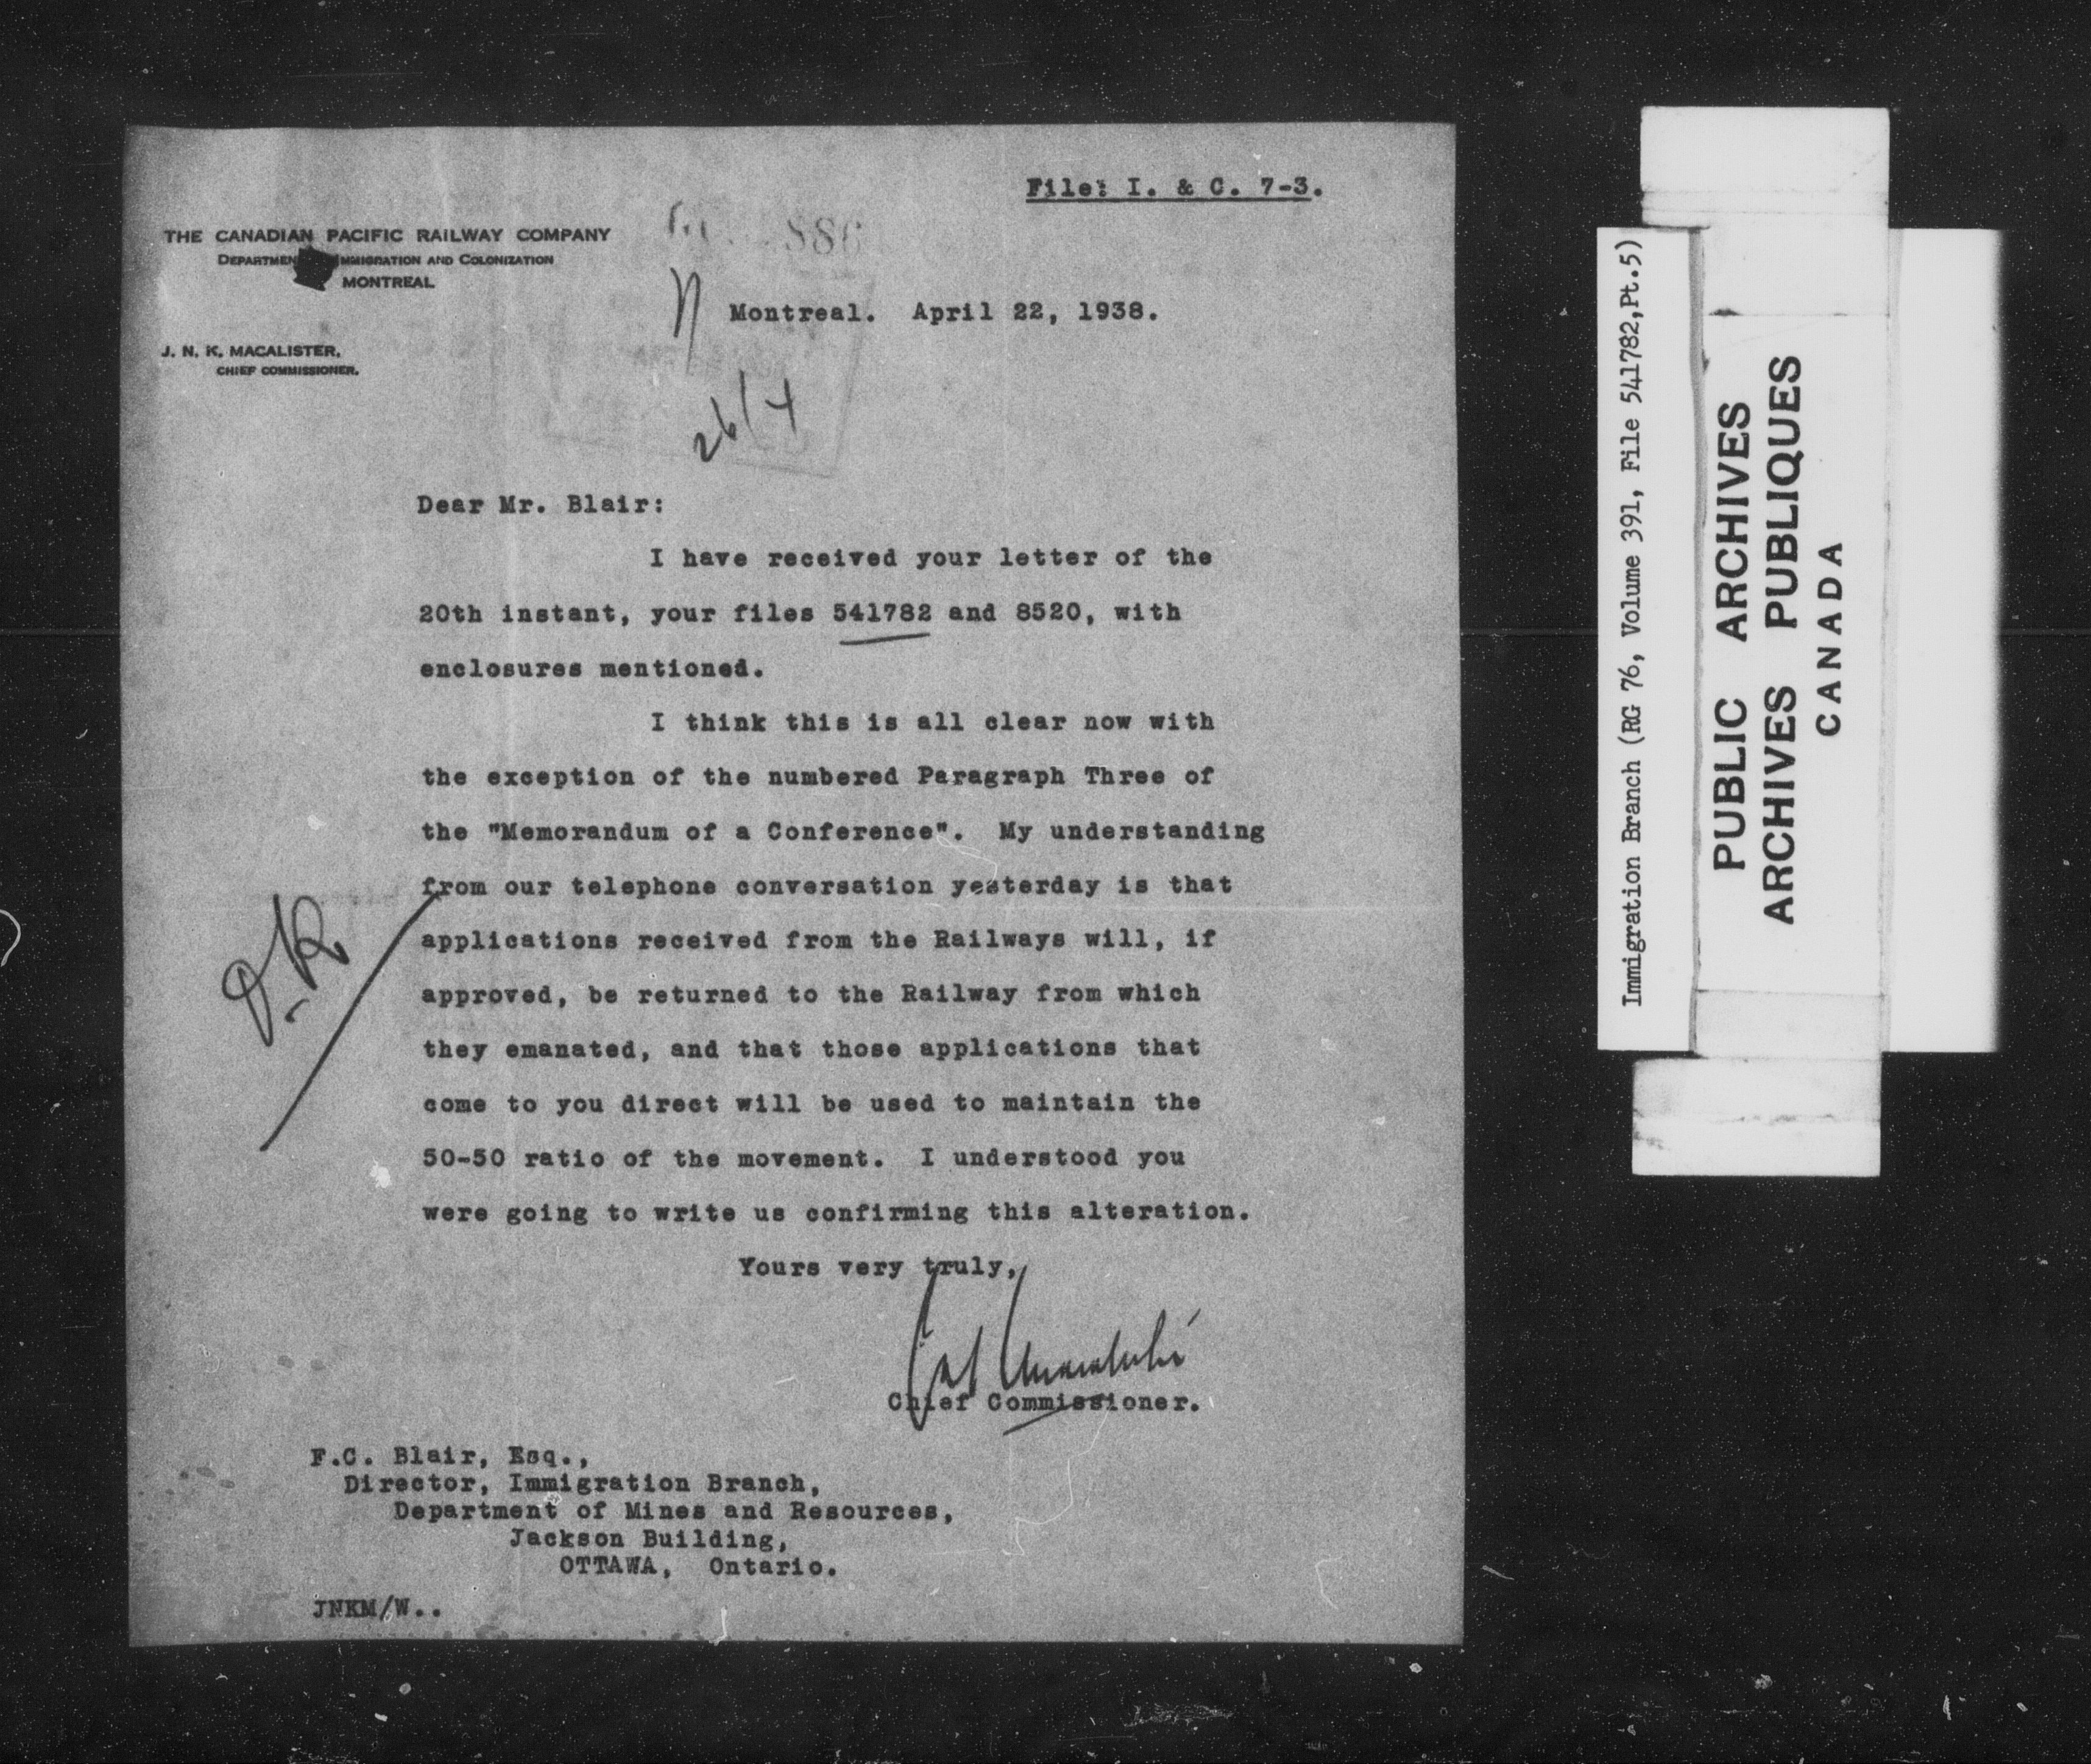 File: I. & C. 7-3.
THE CANADIAN PACIFIC RAILWAY COMPANY
DEPARTMEN IMMIGRATION AND COLONIZATION
MONTREAL
886
Montreal. April 22, 1938.
J. N. K. MACALISTER,
CHIEF COMMISSIONER.
26/4
Dear Mr. Blair:
I have received your letter of the
20th instant, your files 541782 and 8520, with
enclosures mentioned.
I think this is all clear now with
the exception of the numbered Paragraph Three of
the "Memorandum of a Conference". My understanding
from our telephone conversation yesterday is that
applications received from the Railways will, if
approved, be returned to the Railway from which
they emanated, and that those applications that
come to you direct will be used to maintain the
50-50 ratio of the movement. I understood you
were going to write us confirming this alteration.
Yours very truly,
Chief Commissioner.
F.C. Blair, Esq.,
Director, Immigration Branch,
Department of Mines and Resources,
Jackson Building,
OTTAWA, Ontario.
JNKM/W..
Immigration Branch (RG 76, Volume 391, File 541782,Pt.5)
PUBLIC ARCHIVES
ARCHIVES PUBLIQUES
CANADA